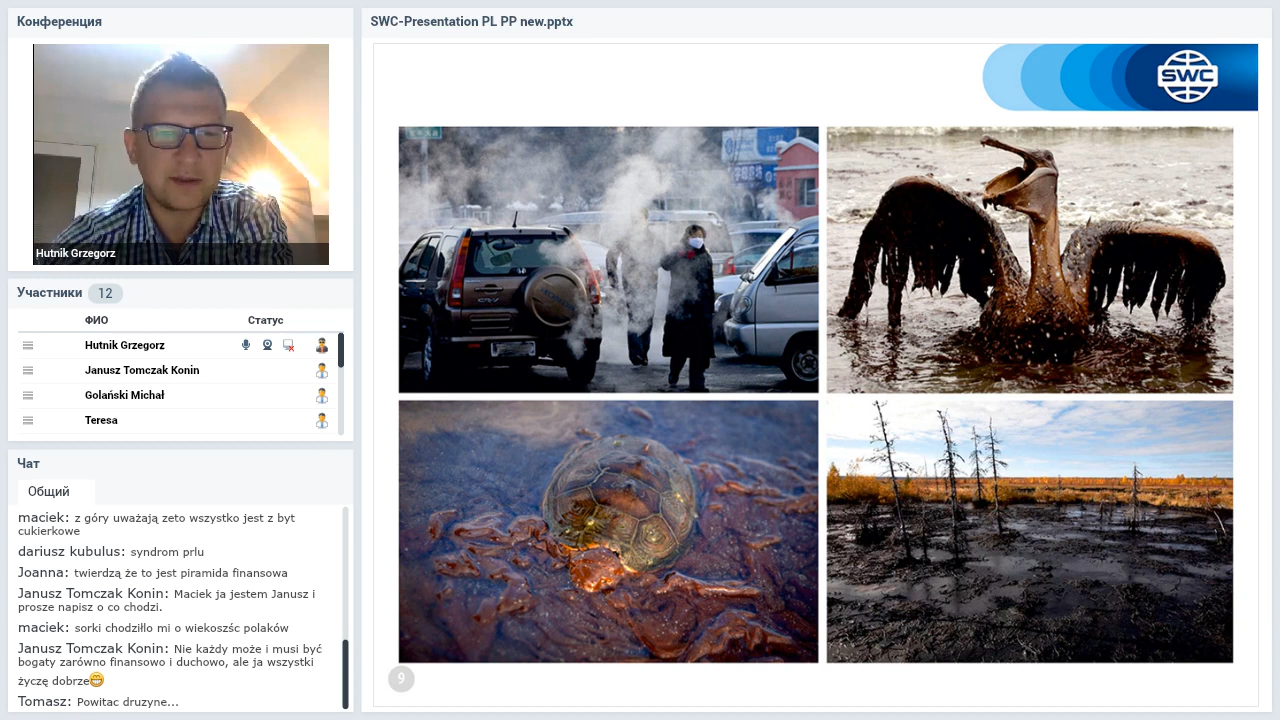 Конференция
Hutnik Grzegorz
Участники 12
ФИО Статус
Hutnik Grzegorz
Janusz Tomczak Konin
Golański Michał
Teresa
Чат
Общий
maciek: z góry uważają zeto wszystko jest z byt
cukierkowe
dariusz kubulus: syndrom prlu
Joanna: twierdzą że to jest piramida finansowa
Janusz Tomczak Konin: Maciek ja jestem Janusz i
prosze napisz o co chodzi.
maciek: sorki chodziłlo mi o wiekoszśc polaków
Janusz Tomczak Konin: Nie każdy może i musi być
bogaty zarówno finansowo i duchowo, ale ja wszystki
życzę dobrze
Tomasz: Powitac druzyne...
SWC-Presentation PL PP new.pptx
SWC
9